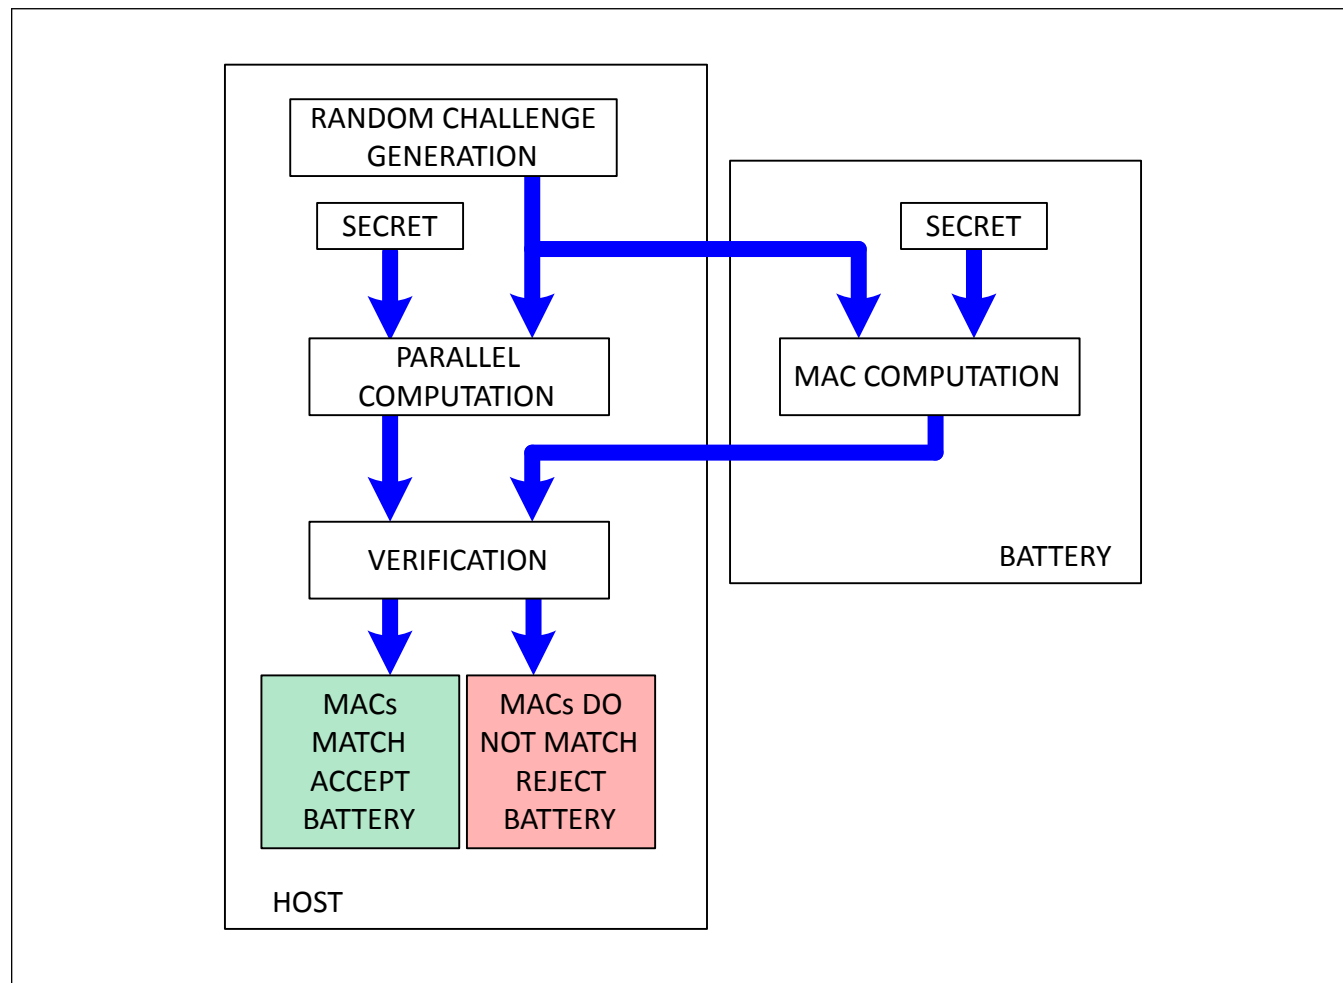 RANDOM CHALLENGE
GENERATION
SECRET
SECRET
PARALLEL
COMPUTATION
MAC COMPUTATION
VERIFICATION
BATTERY
MACs
MATCH
ACCEPT
BATTERY
MACs DO
NOT MATCH
REJECT
BATTERY
HOST